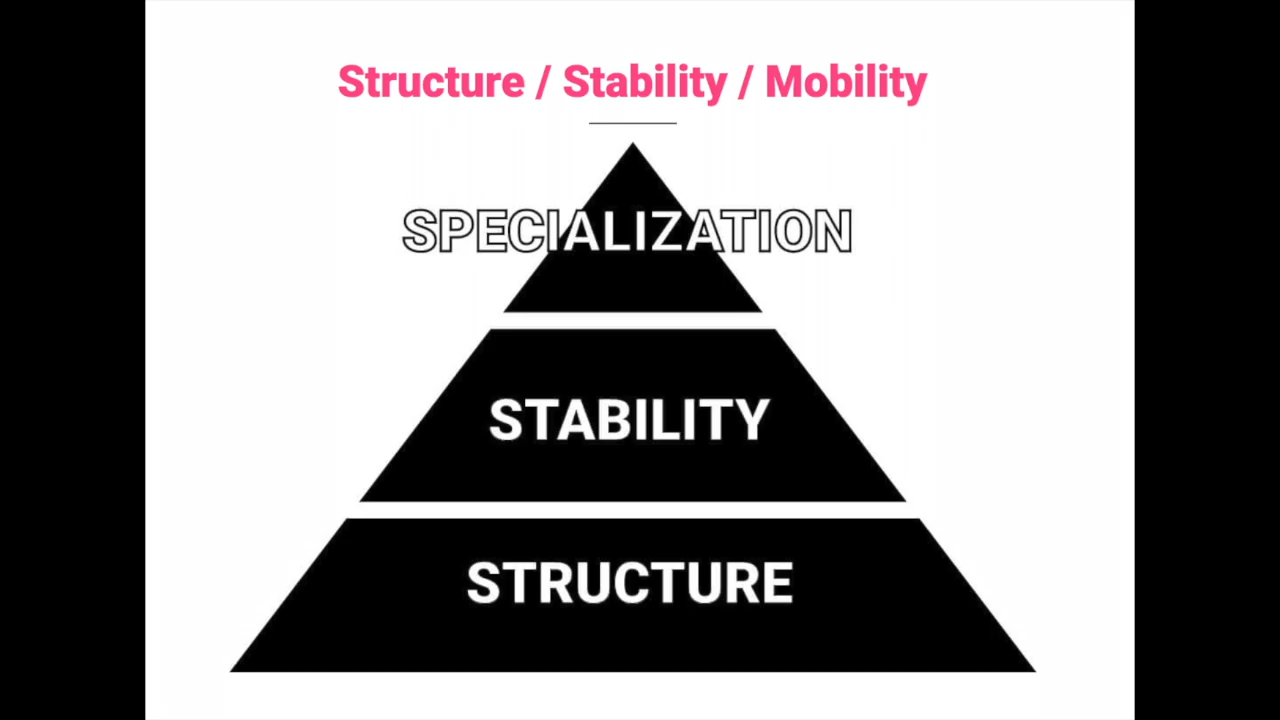 Structure / Stability / Mobility
SPECIALIZATION
STABILITY
STRUCTURE